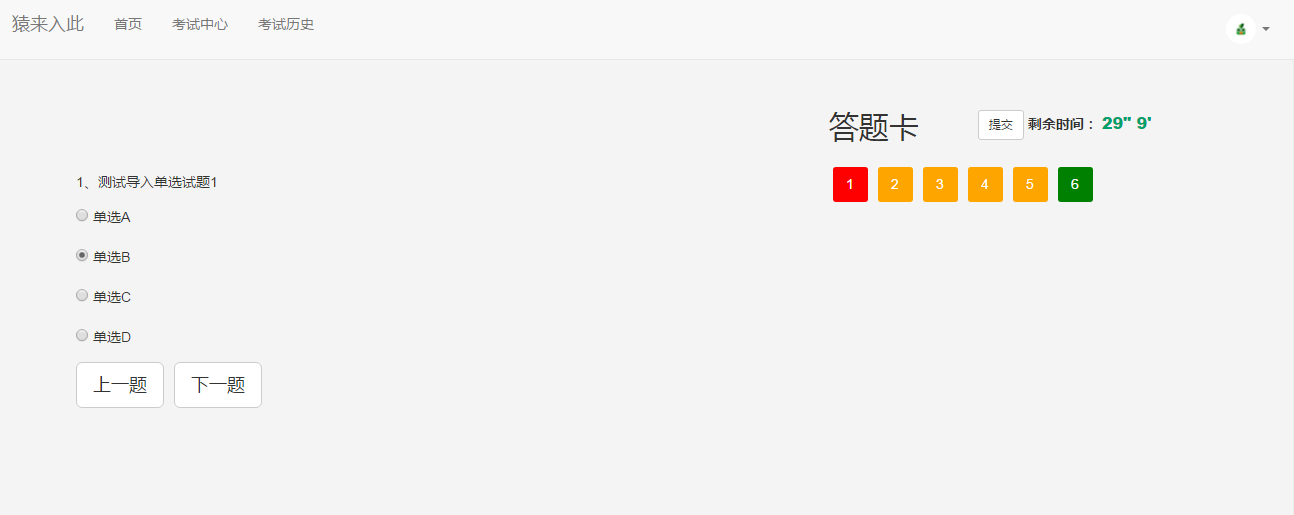 猿来入此 首页 考试中心 考试历史
答题卡 提交 剩余时间： 29" 9'
1 2 3 4 5 6
1、测试导入单选试题1
单选A
单选B
单选C
单选D
上一题 下一题